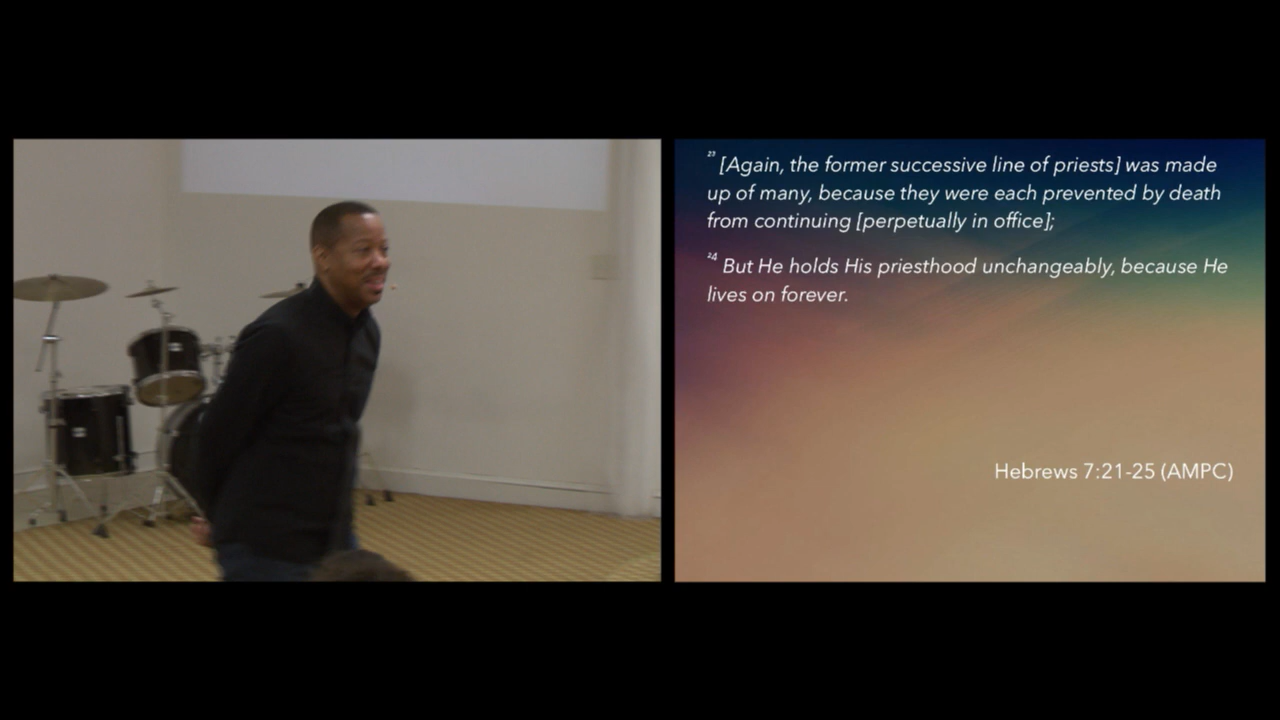 23 [Again, the former successive line of priests] was made
up of many, because they were each prevented by death
from continuing [perpetually in office];
24 But He holds His priesthood unchangeably, because He
lives on forever.
Hebrews 7:21-25 (AMPC)